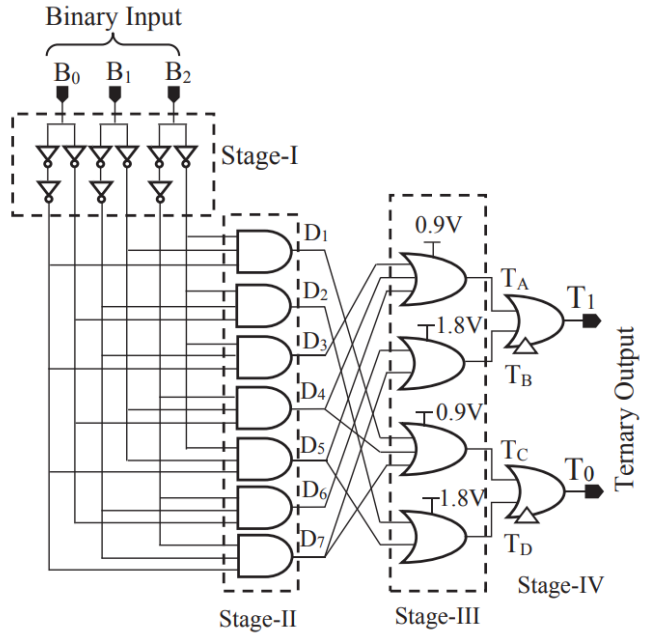 Binary Input
B0 B1 B2
Stage-I
D1
D2
D3
D4
D5
D6
D7
Stage-II
0.9V
1.8V
0.9V
1.8V
Stage-III
TA
TB
TC
TD
T1
T0
Stage-IV
Ternary Output